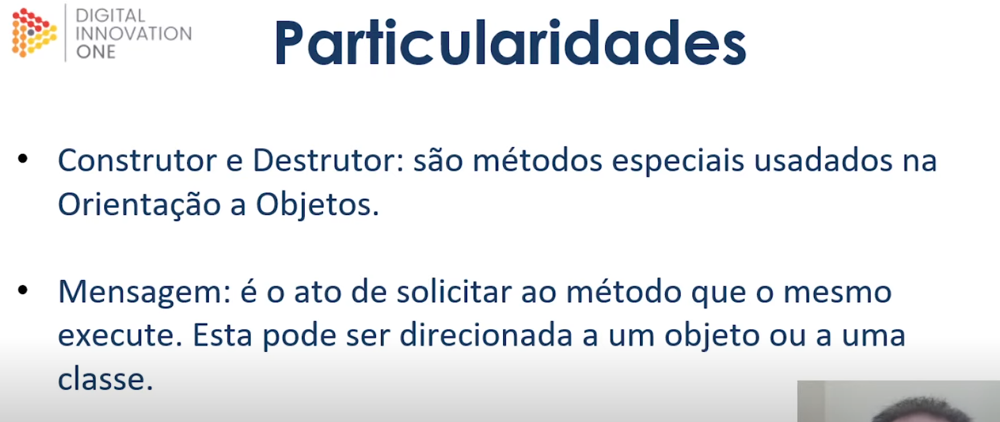 DIGITAL
INNOVATION
ONE
Particularidades
• Construtor e Destrutor: são métodos especiais usadados na
Orientação a Objetos.
• Mensagem: é o ato de solicitar ao método que o mesmo
execute. Esta pode ser direcionada a um objeto ou a uma
classe.